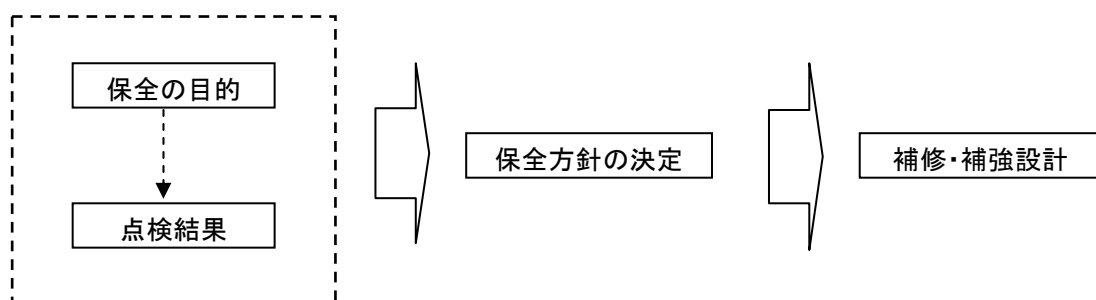 保全の目的
点検結果
保全方針の決定
補修・補強設計